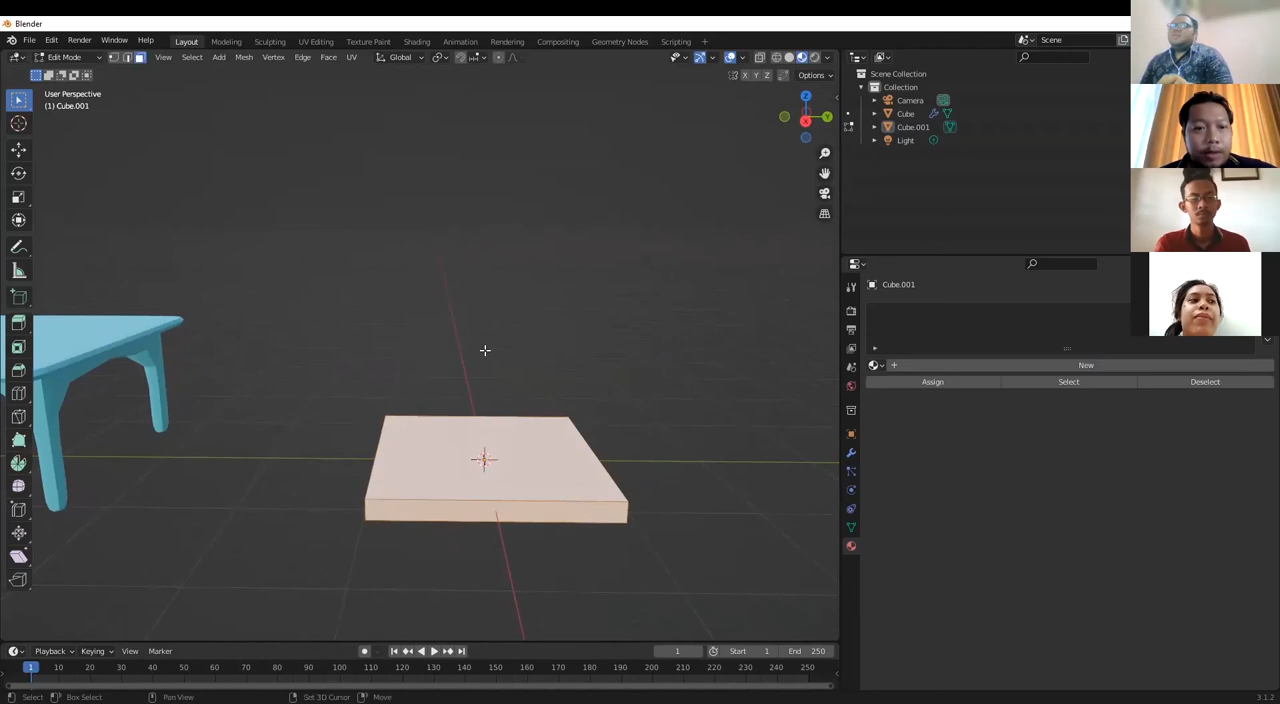 Blender
File Edit Render Window Help
Layout Modeling Sculpting UV Editing Texture Paint Shading Animation Rendering Compositing Geometry Nodes Scripting +
Scene
Edit Mode View Select Add Mesh Vertex Edge Face UV Global
X Y Z Options
User Perspective
(1) Cube.001
Z
Y
X
Scene Collection
Collection
Camera
Cube
Cube.001
Light
Cube.001
+ New
Assign Select Deselect
Playback Keying View Marker 1 Start 1 End 250
1 10 20 30 40 50 60 70 80 90 100 110 120 130 140 150 160 170 180 190 200 210 220 230 240 250
Select Box Select Pan View Set 3D Cursor Move 3.1.2